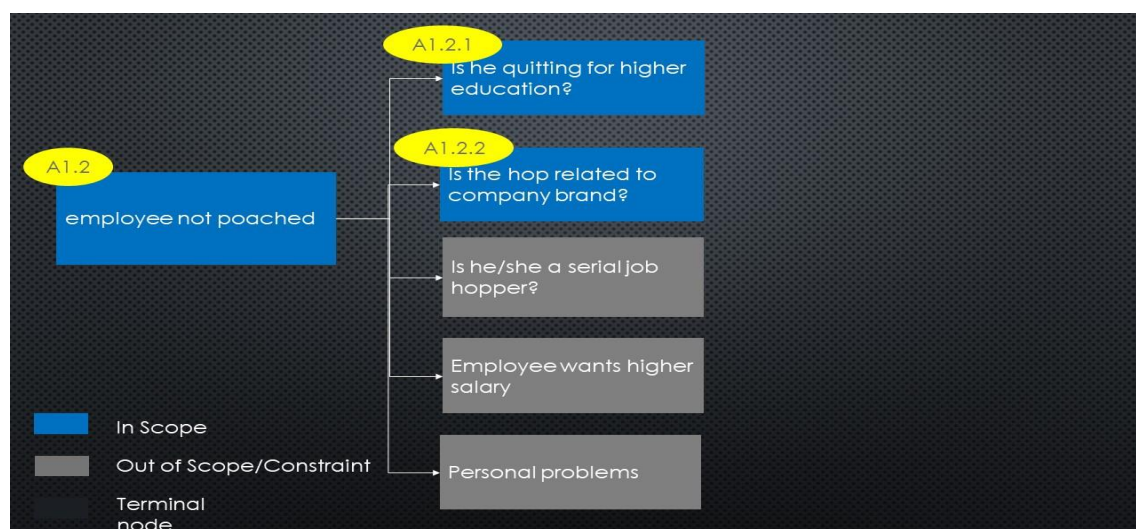 A1.2.1
Is he quitting for higher
education?
A1.2.2
Is the hop related to
company brand?
A1.2
employee not poached
Is he/she a serial job
hopper?
Employee wants higher
salary
Personal problems
In Scope
Out of Scope/Constraint
Terminal
node